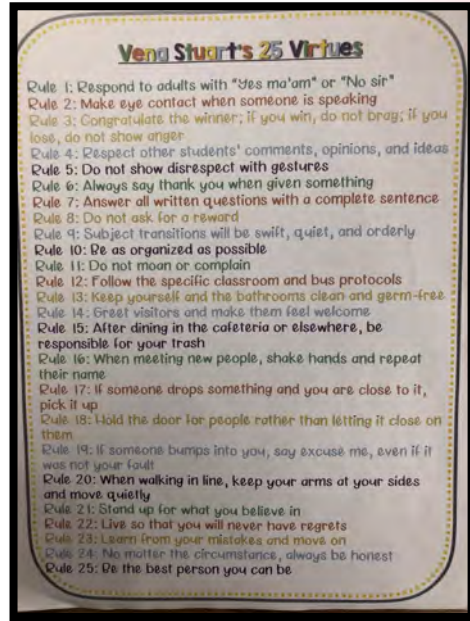 Vena Stuart's 25 Virtues
Rule 1: Respond to adults with "Yes ma'am" or "No sir"
Rule 2: Make eye contact when someone is speaking
Rule 3: Congratulate the winner; if you win, do not brag; if you
lose, do not show anger
Rule 4: Respect other students' comments, opinions, and ideas
Rule 5: Do not show disrespect with gestures
Rule 6: Always say thank you when given something
Rule 7: Answer all written questions with a complete sentence
Rule 8: Do not ask for a reward
Rule 9: Subject transitions will be swift, quiet, and orderly
Rule 10: Be as organized as possible
Rule 11: Do not moan or complain
Rule 12: Follow the specific classroom and bus protocols
Rule 13: Keep yourself and the bathrooms clean and germ-free
Rule 14: Greet visitors and make them feel welcome
Rule 15: After dining in the cafeteria or elsewhere, be
responsible for your trash
Rule 16: When meeting new people, shake hands and repeat
their name
Rule 17: If someone drops something and you are close to it,
pick it up
Rule 18: Hold the door for people rather than letting it close on
them
Rule 19: If someone bumps into you, say excuse me, even if it
was not your fault
Rule 20: When walking in line, keep your arms at your sides
and move quietly
Rule 21: Stand up for what you believe in
Rule 22: Live so that you will never have regrets
Rule 23: Learn from your mistakes and move on
Rule 24: No matter the circumstance, always be honest
Rule 25: Be the best person you can be